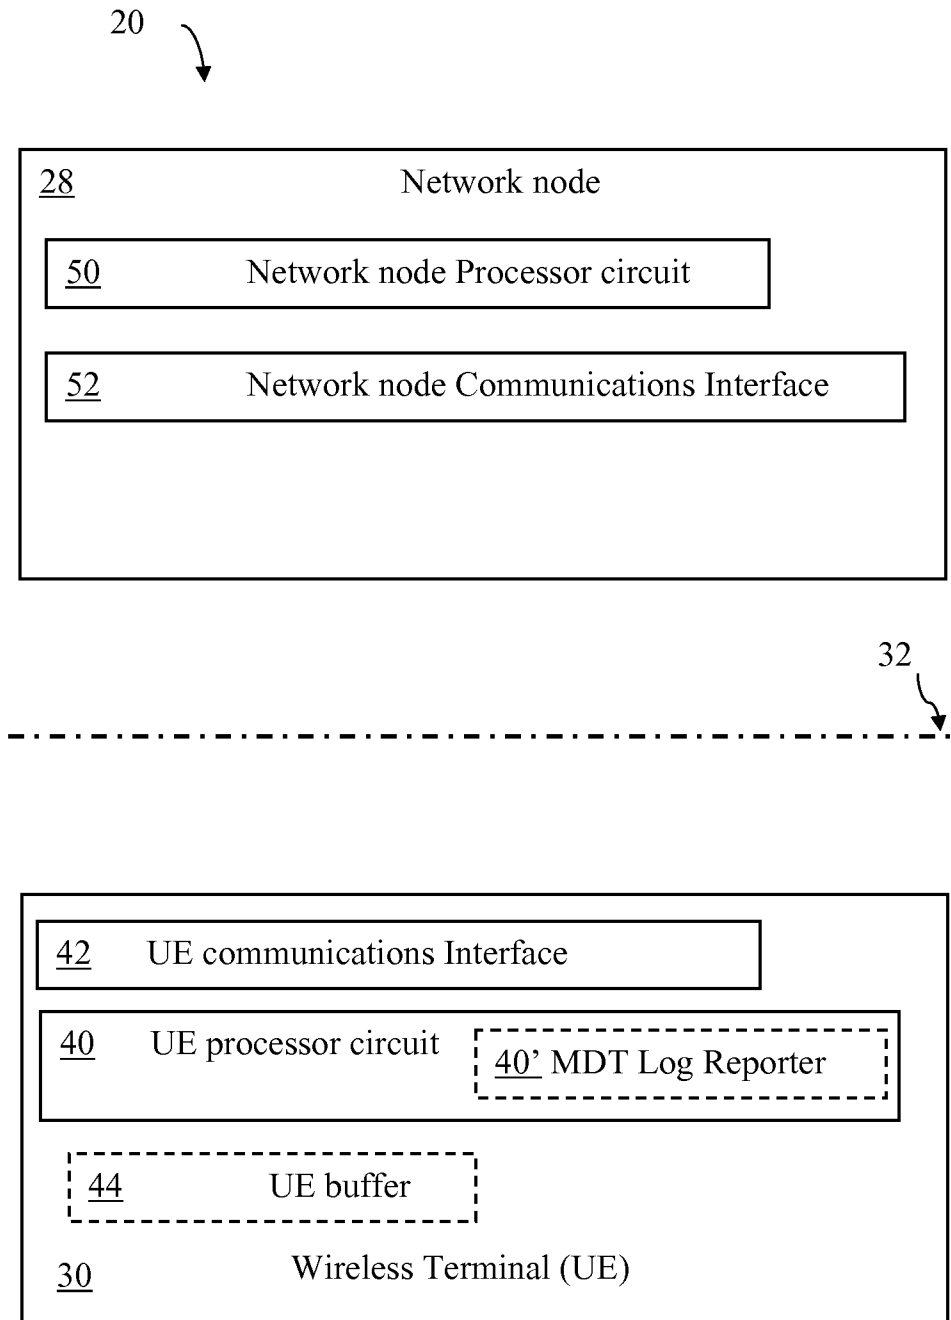 20
28 Network node
50 Network node Processor circuit
52 Network node Communications Interface
32
42 UE communications Interface
40 UE processor circuit
40’ MDT Log Reporter
44 UE buffer
30 Wireless Terminal (UE)